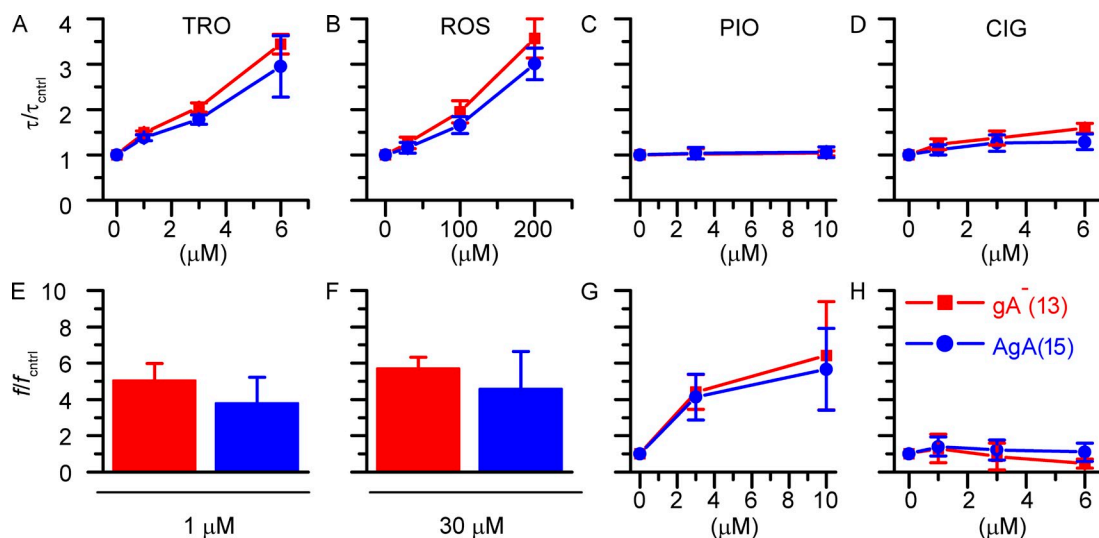 A TRO B ROS C PIO D CIG
τ/τcntrl
4
3
2
1
0
0 2 4 6
(μM)
0 100 200
(μM)
0 2 4 6 8 10
(μM)
0 2 4 6
(μM)
E F G H
f/fcntrl
10
8
6
4
2
0
gA⁻(13)
AgA(15)
1 μM
30 μM
0 2 4 6 8 10
(μM)
0 2 4 6
(μM)